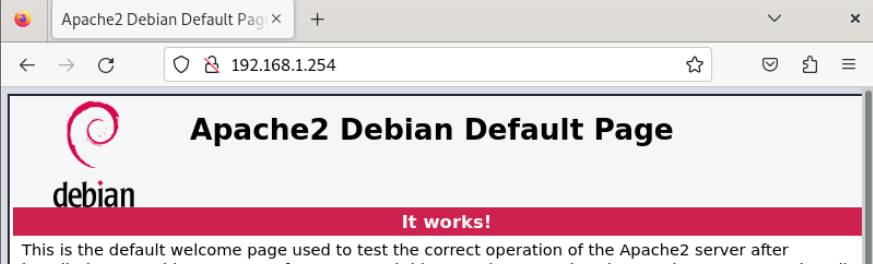 Apache2 Debian Default Pag
192.168.1.254
Apache2 Debian Default Page
debian
It works!
This is the default welcome page used to test the correct operation of the Apache2 server after